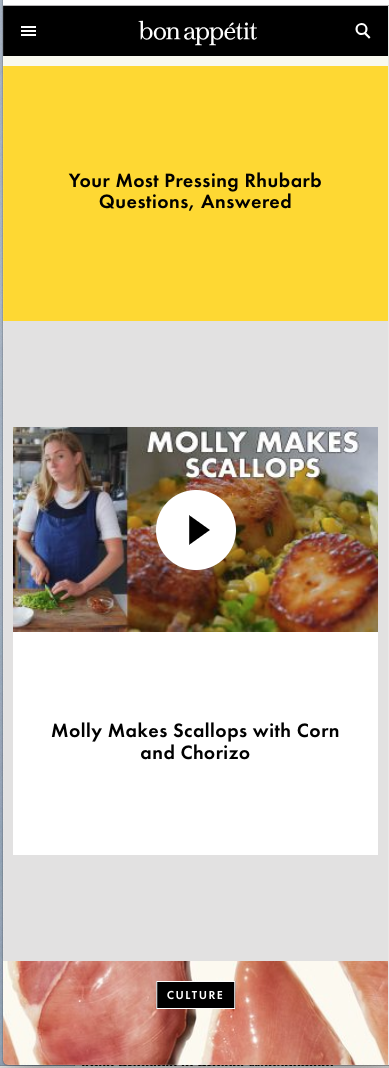 bon appétit
Your Most Pressing Rhubarb
Questions, Answered
MOLLY MAKES
SCALLOPS
Molly Makes Scallops with Corn
and Chorizo
CULTURE